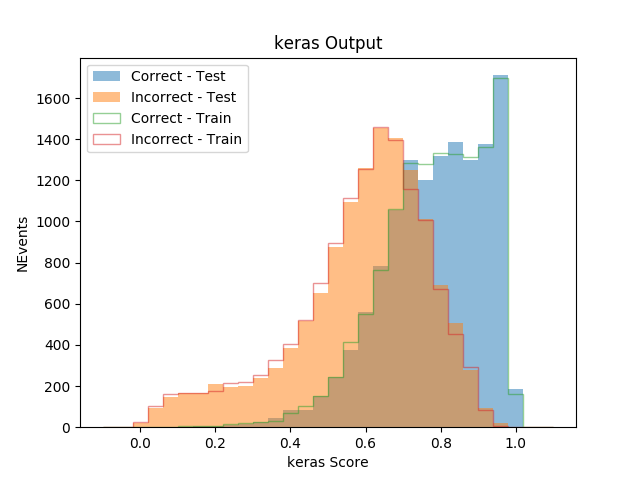 keras Output
Correct - Test
Incorrect - Test
Correct - Train
Incorrect - Train
NEvents
1600
1400
1200
1000
800
600
400
200
0
0.0 0.2 0.4 0.6 0.8 1.0
keras Score